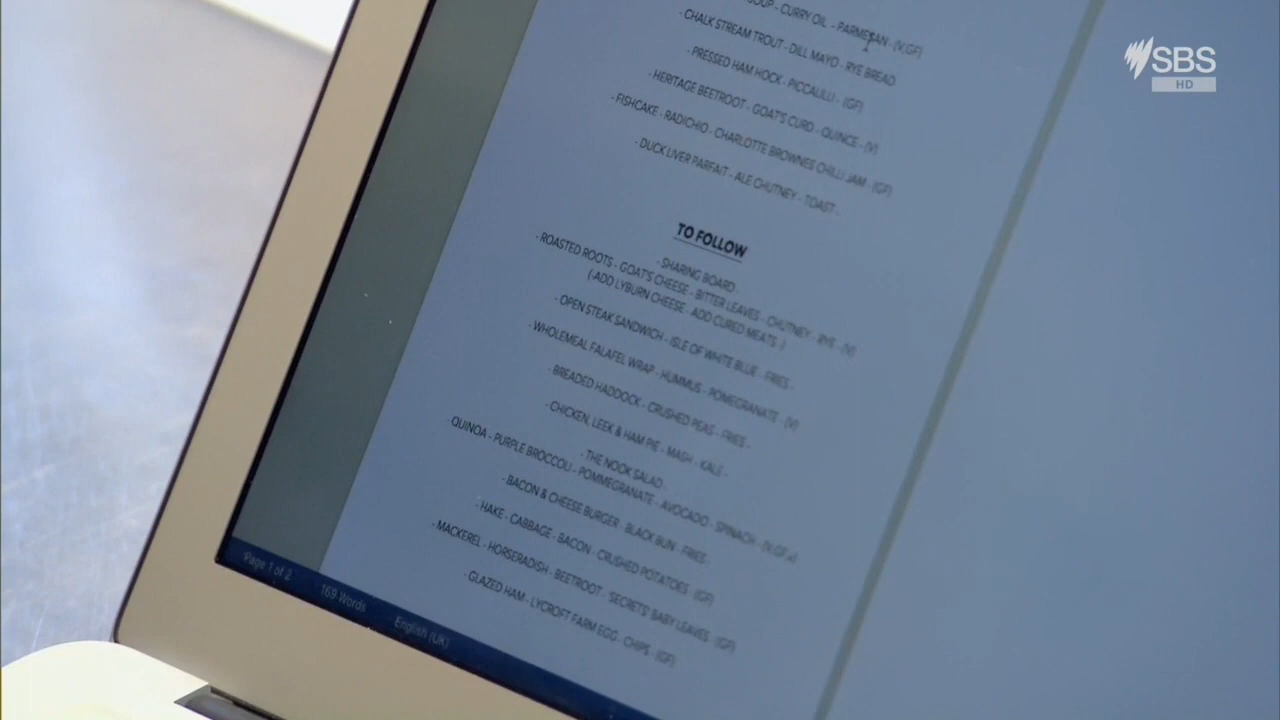 SOUP - CURRY OIL - PARMESAN - (V,GF)
- CHALK STREAM TROUT - DILL MAYO - RYE BREAD
- PRESSED HAM HOCK - PICCALILLI - (GF)
- HERITAGE BEETROOT - GOAT'S CURD - QUINCE - (V)
- FISHCAKE - RADICHIO - CHARLOTTE BROWNES CHILLI JAM - (GF)
- DUCK LIVER PARFAIT - ALE CHUTNEY - TOAST -
TO FOLLOW
- SHARING BOARD
- ROASTED ROOTS - GOAT'S CHEESE - BITTER LEAVES - CHUTNEY - RYE - (V)
(-ADD LYBURN CHEESE - ADD CURED MEATS -)
- OPEN STEAK SANDWICH - ISLE OF WHITE BLUE - FRIES -
- WHOLEMEAL FALAFEL WRAP - HUMMUS - POMEGRANATE - (V)
- BREADED HADDOCK - CRUSHED PEAS - FRIES -
- CHICKEN, LEEK & HAM PIE - MASH - KALE -
- THE NOOK SALAD
- QUINOA - PURPLE BROCCOLI - POMMEGRANATE - AVOCADO - SPINACH - (V,GF,
- BACON & CHEESE BURGER - BLACK BUN - FRIES -
- HAKE - CABBAGE - BACON - CRUSHED POTATOES - (GF)
- MACKEREL - HORSERADISH - BEETROOT - 'SECRETS' BABY LEAVES - (GF)
- GLAZED HAM - LYCROFT FARM EGG - CHIPS - (GF)
Page 1 of 2 169 Words English (UK)
SBS
HD